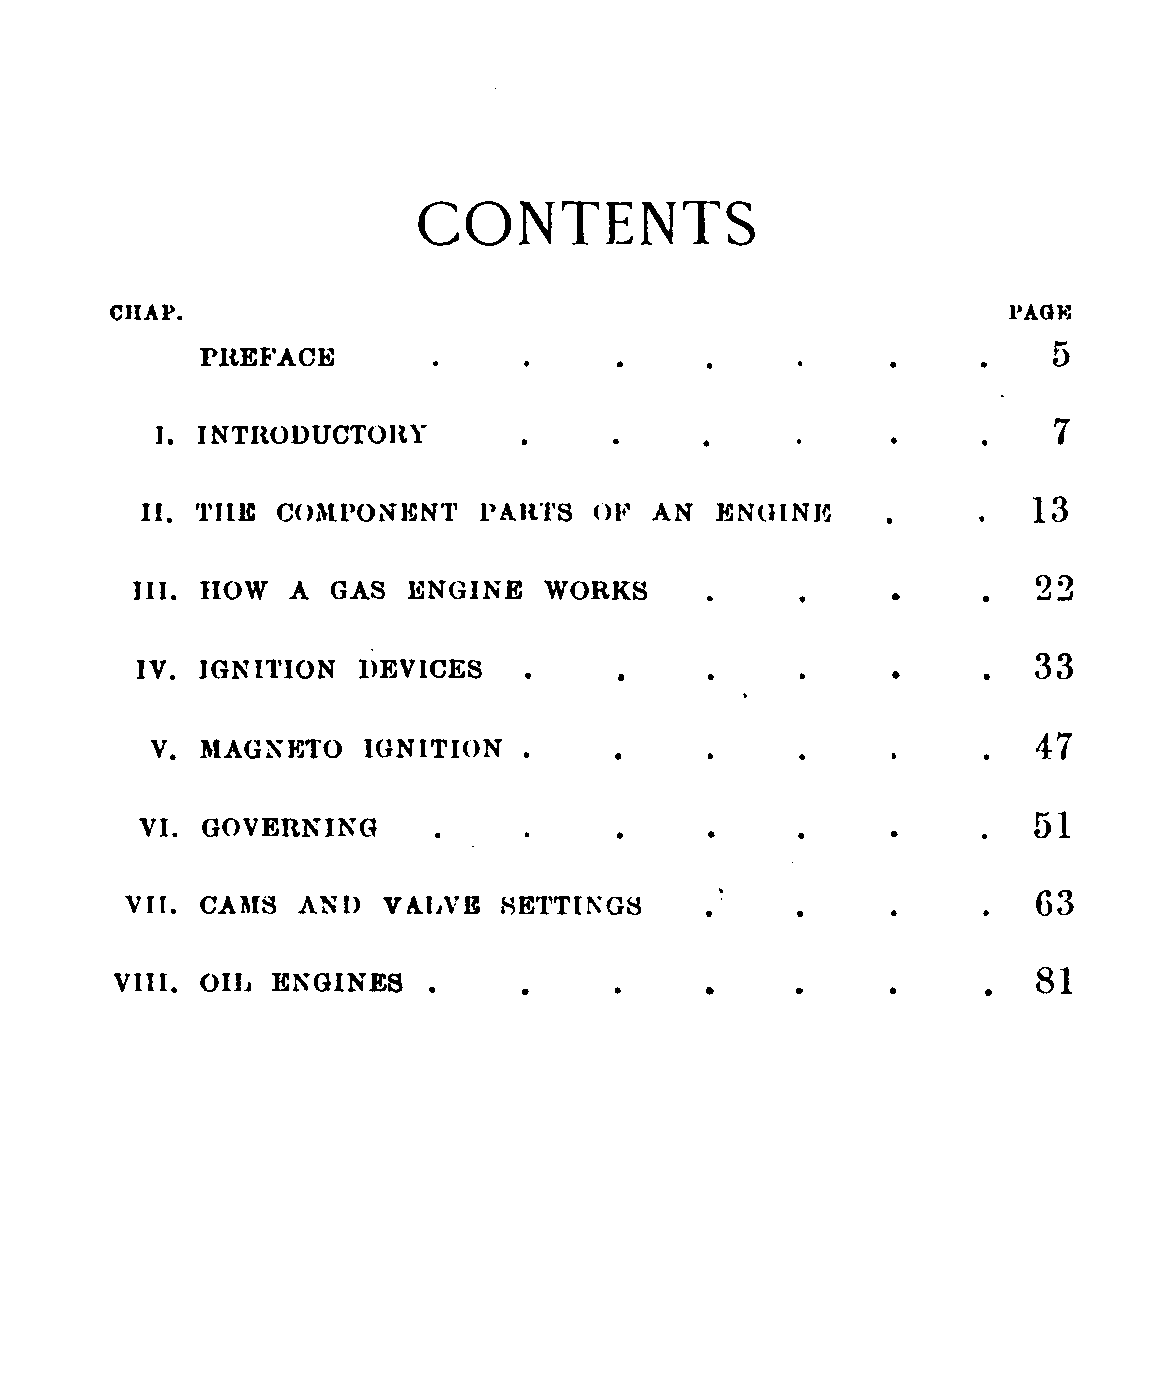 CONTENTS
CHAP. PAGE
PREFACE . . . . . . . 5
I. INTRODUCTORY . . . . . . 7
II. THE COMPONENT PARTS OF AN ENGINE . . 13
III. HOW A GAS ENGINE WORKS . . . . 22
IV. IGNITION DEVICES . . . . . . 33
V. MAGNETO IGNITION . . . . . . 47
VI. GOVERNING . . . . . . . 51
VII. CAMS AND VALVE SETTINGS . . . . 63
VIII. OIL ENGINES . . . . . . . 81